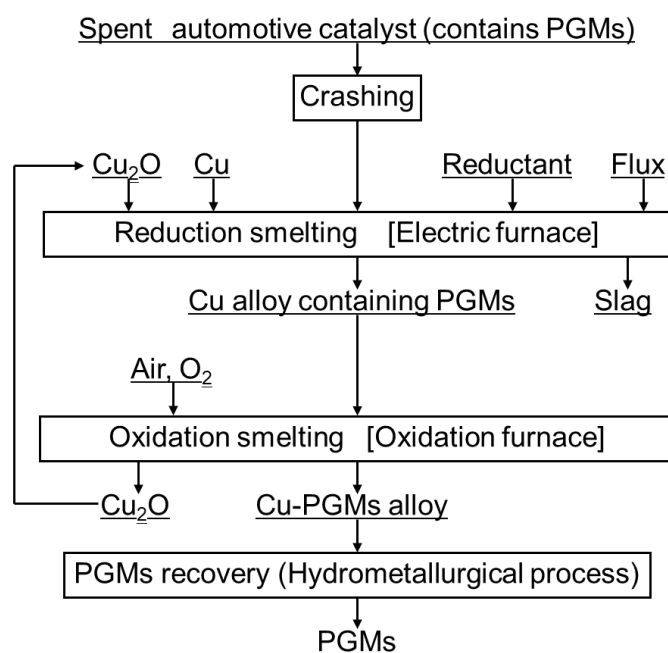 Spent automotive catalyst (contains PGMs)
Crashing
Cu₂O Cu Reductant Flux
Reduction smelting [Electric furnace]
Cu alloy containing PGMs Slag
Air, O₂
Oxidation smelting [Oxidation furnace]
Cu₂O Cu-PGMs alloy
PGMs recovery (Hydrometallurgical process)
PGMs